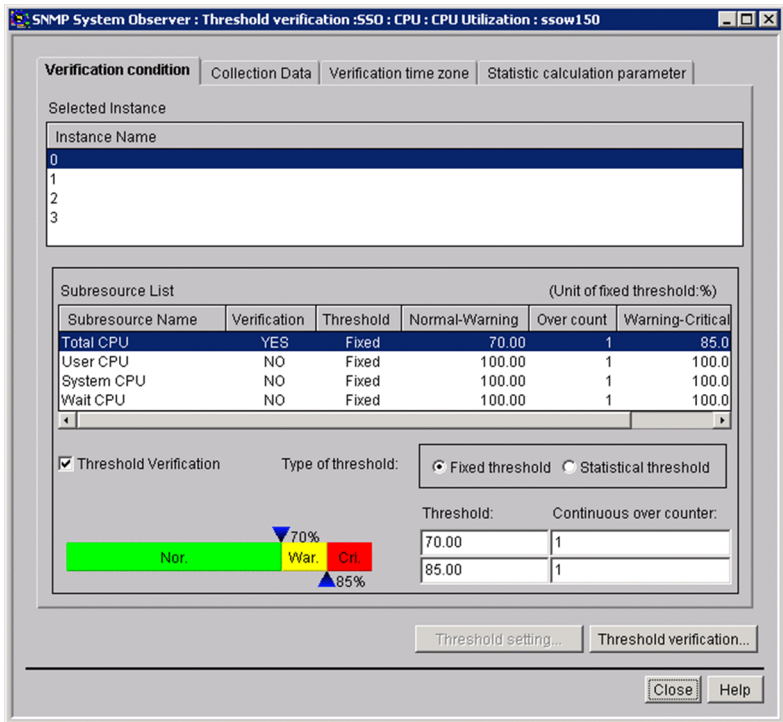 SNMP System Observer : Threshold verification :SSO : CPU : CPU Utilization : ssow150
Verification condition Collection Data Verification time zone Statistic calculation parameter
Selected Instance
Instance Name
0
1
2
3
Subresource List (Unit of fixed threshold:%)
Subresource Name Verification Threshold Normal-Warning Over count Warning-Critical
Total CPU YES Fixed 70.00 1 85.0
User CPU NO Fixed 100.00 1 100.0
System CPU NO Fixed 100.00 1 100.0
Wait CPU NO Fixed 100.00 1 100.0
Threshold Verification Type of threshold: Fixed threshold Statistical threshold
Threshold: Continuous over counter:
70%
70.00 1
Nor. War. Cri.
85.00 1
85%
Threshold setting... Threshold verification...
Close Help